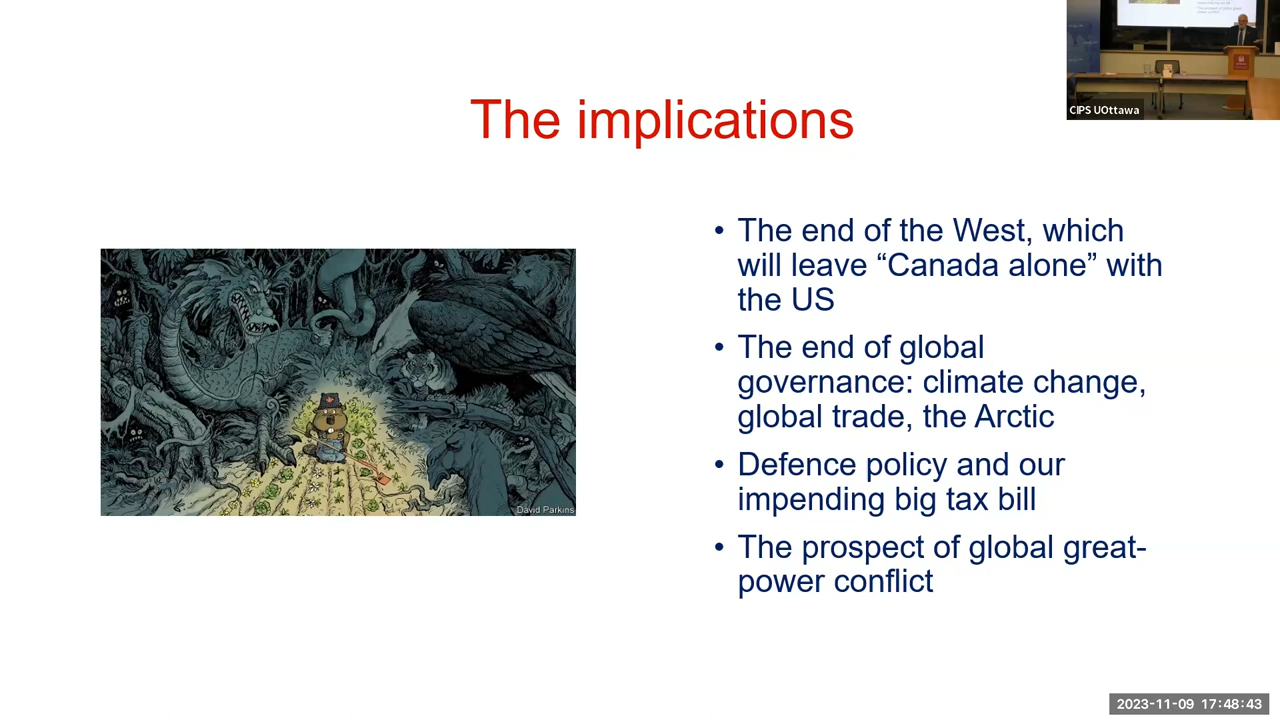 The implications
CIPS UOttawa
• The end of the West, which
will leave “Canada alone” with
the US
• The end of global
governance: climate change,
global trade, the Arctic
• Defence policy and our
impending big tax bill
• The prospect of global great-
power conflict
David Parkins
2023-11-09 17:48:43